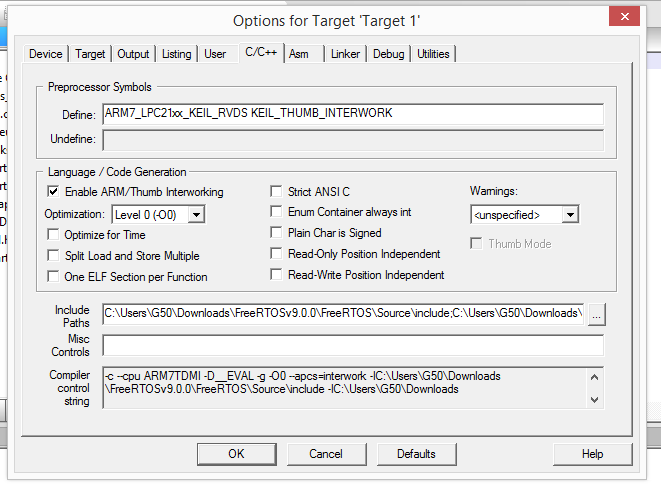 Options for Target 'Target 1'
Device Target Output Listing User C/C++ Asm Linker Debug Utilities
Preprocessor Symbols
Define: ARM7_LPC21xx_KEIL_RVDS KEIL_THUMB_INTERWORK
Undefine:
Language / Code Generation
Enable ARM/Thumb Interworking
Optimization: Level 0 (-O0)
Optimize for Time
Split Load and Store Multiple
One ELF Section per Function
Strict ANSI C
Enum Container always int
Plain Char is Signed
Read-Only Position Independent
Read-Write Position Independent
Warnings:
<unspecified>
Thumb Mode
Include
Paths
C:\Users\G50\Downloads\FreeRTOSv9.0.0\FreeRTOS\Source\include;C:\Users\G50\Downloads\
...
Misc
Controls
Compiler
control
string
-c --cpu ARM7TDMI -D__EVAL -g -O0 --apcs=interwork -IC:\Users\G50\Downloads
\FreeRTOSv9.0.0\FreeRTOS\Source\include -IC:\Users\G50\Downloads
OK Cancel Defaults Help